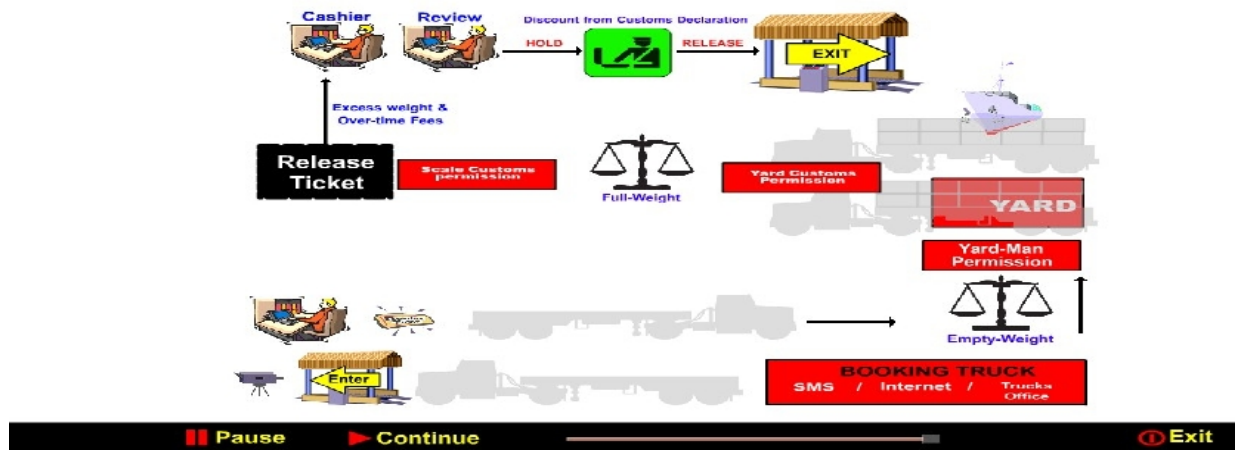 Cashier
Review
Discount from Customs Declaration
HOLD
RELEASE
EXIT
Excess weight &
Over-time Fees
Release
Ticket
Scale Customs
permission
Full-Weight
Yard Customs
Permission
YARD
Yard-Man
Permission
Empty-Weight
Enter
BOOKING TRUCK
SMS / Internet / Trucks
Office
Pause
Continue
Exit